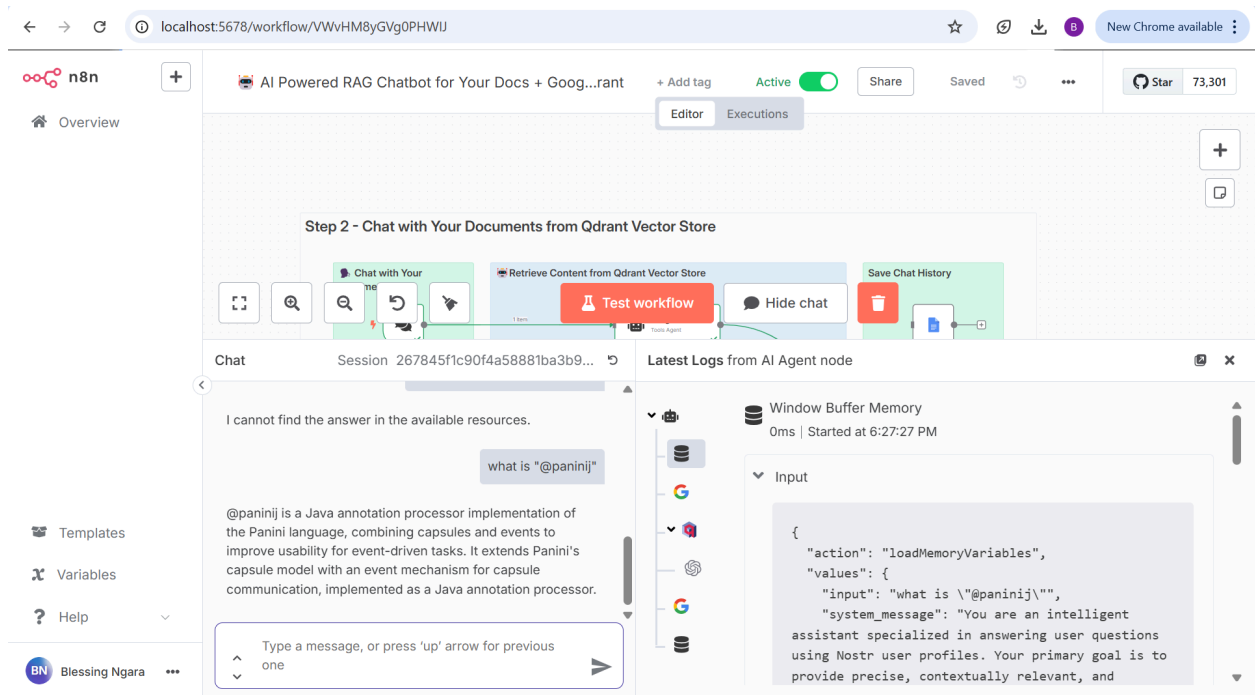 localhost:5678/workflow/VWvHM8yGVg0PHWIJ
B
New Chrome available
n8n
AI Powered RAG Chatbot for Your Docs + Goog...rant
+ Add tag
Active
Share
Saved
Star
73,301
Overview
Editor
Executions
Step 2 - Chat with Your Documents from Qdrant Vector Store
Chat with Your
Retrieve Content from Qdrant Vector Store
Save Chat History
1 item
Test workflow
Hide chat
Tools Agent
Chat
Session 267845f1c90f4a58881ba3b9...
Latest Logs from AI Agent node
I cannot find the answer in the available resources.
what is "@paninij"
@paninij is a Java annotation processor implementation of
the Panini language, combining capsules and events to
improve usability for event-driven tasks. It extends Panini's
capsule model with an event mechanism for capsule
communication, implemented as a Java annotation processor.
Type a message, or press ‘up’ arrow for previous
one
Window Buffer Memory
0ms | Started at 6:27:27 PM
Input
{
"action": "loadMemoryVariables",
"values": {
"input": "what is \"@paninij\"",
"system_message": "You are an intelligent
assistant specialized in answering user questions
using Nostr user profiles. Your primary goal is to
provide precise, contextually relevant, and
Templates
Variables
Help
BN
Blessing Ngara